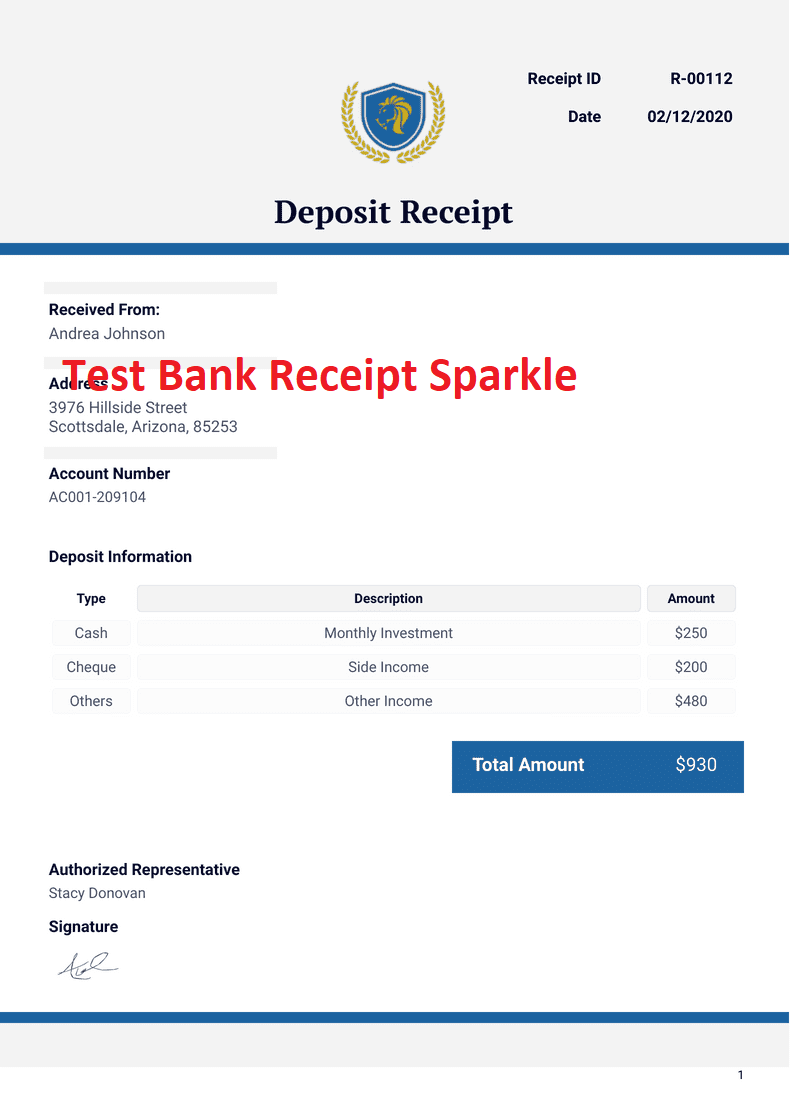 Receipt ID R-00112
Date 02/12/2020
Deposit Receipt
Received From:
Andrea Johnson
Test Bank Receipt Sparkle
Address
3976 Hillside Street
Scottsdale, Arizona, 85253
Account Number
AC001-209104
Deposit Information
Type Description Amount
Cash Monthly Investment $250
Cheque Side Income $200
Others Other Income $480
Total Amount $930
Authorized Representative
Stacy Donovan
Signature
1